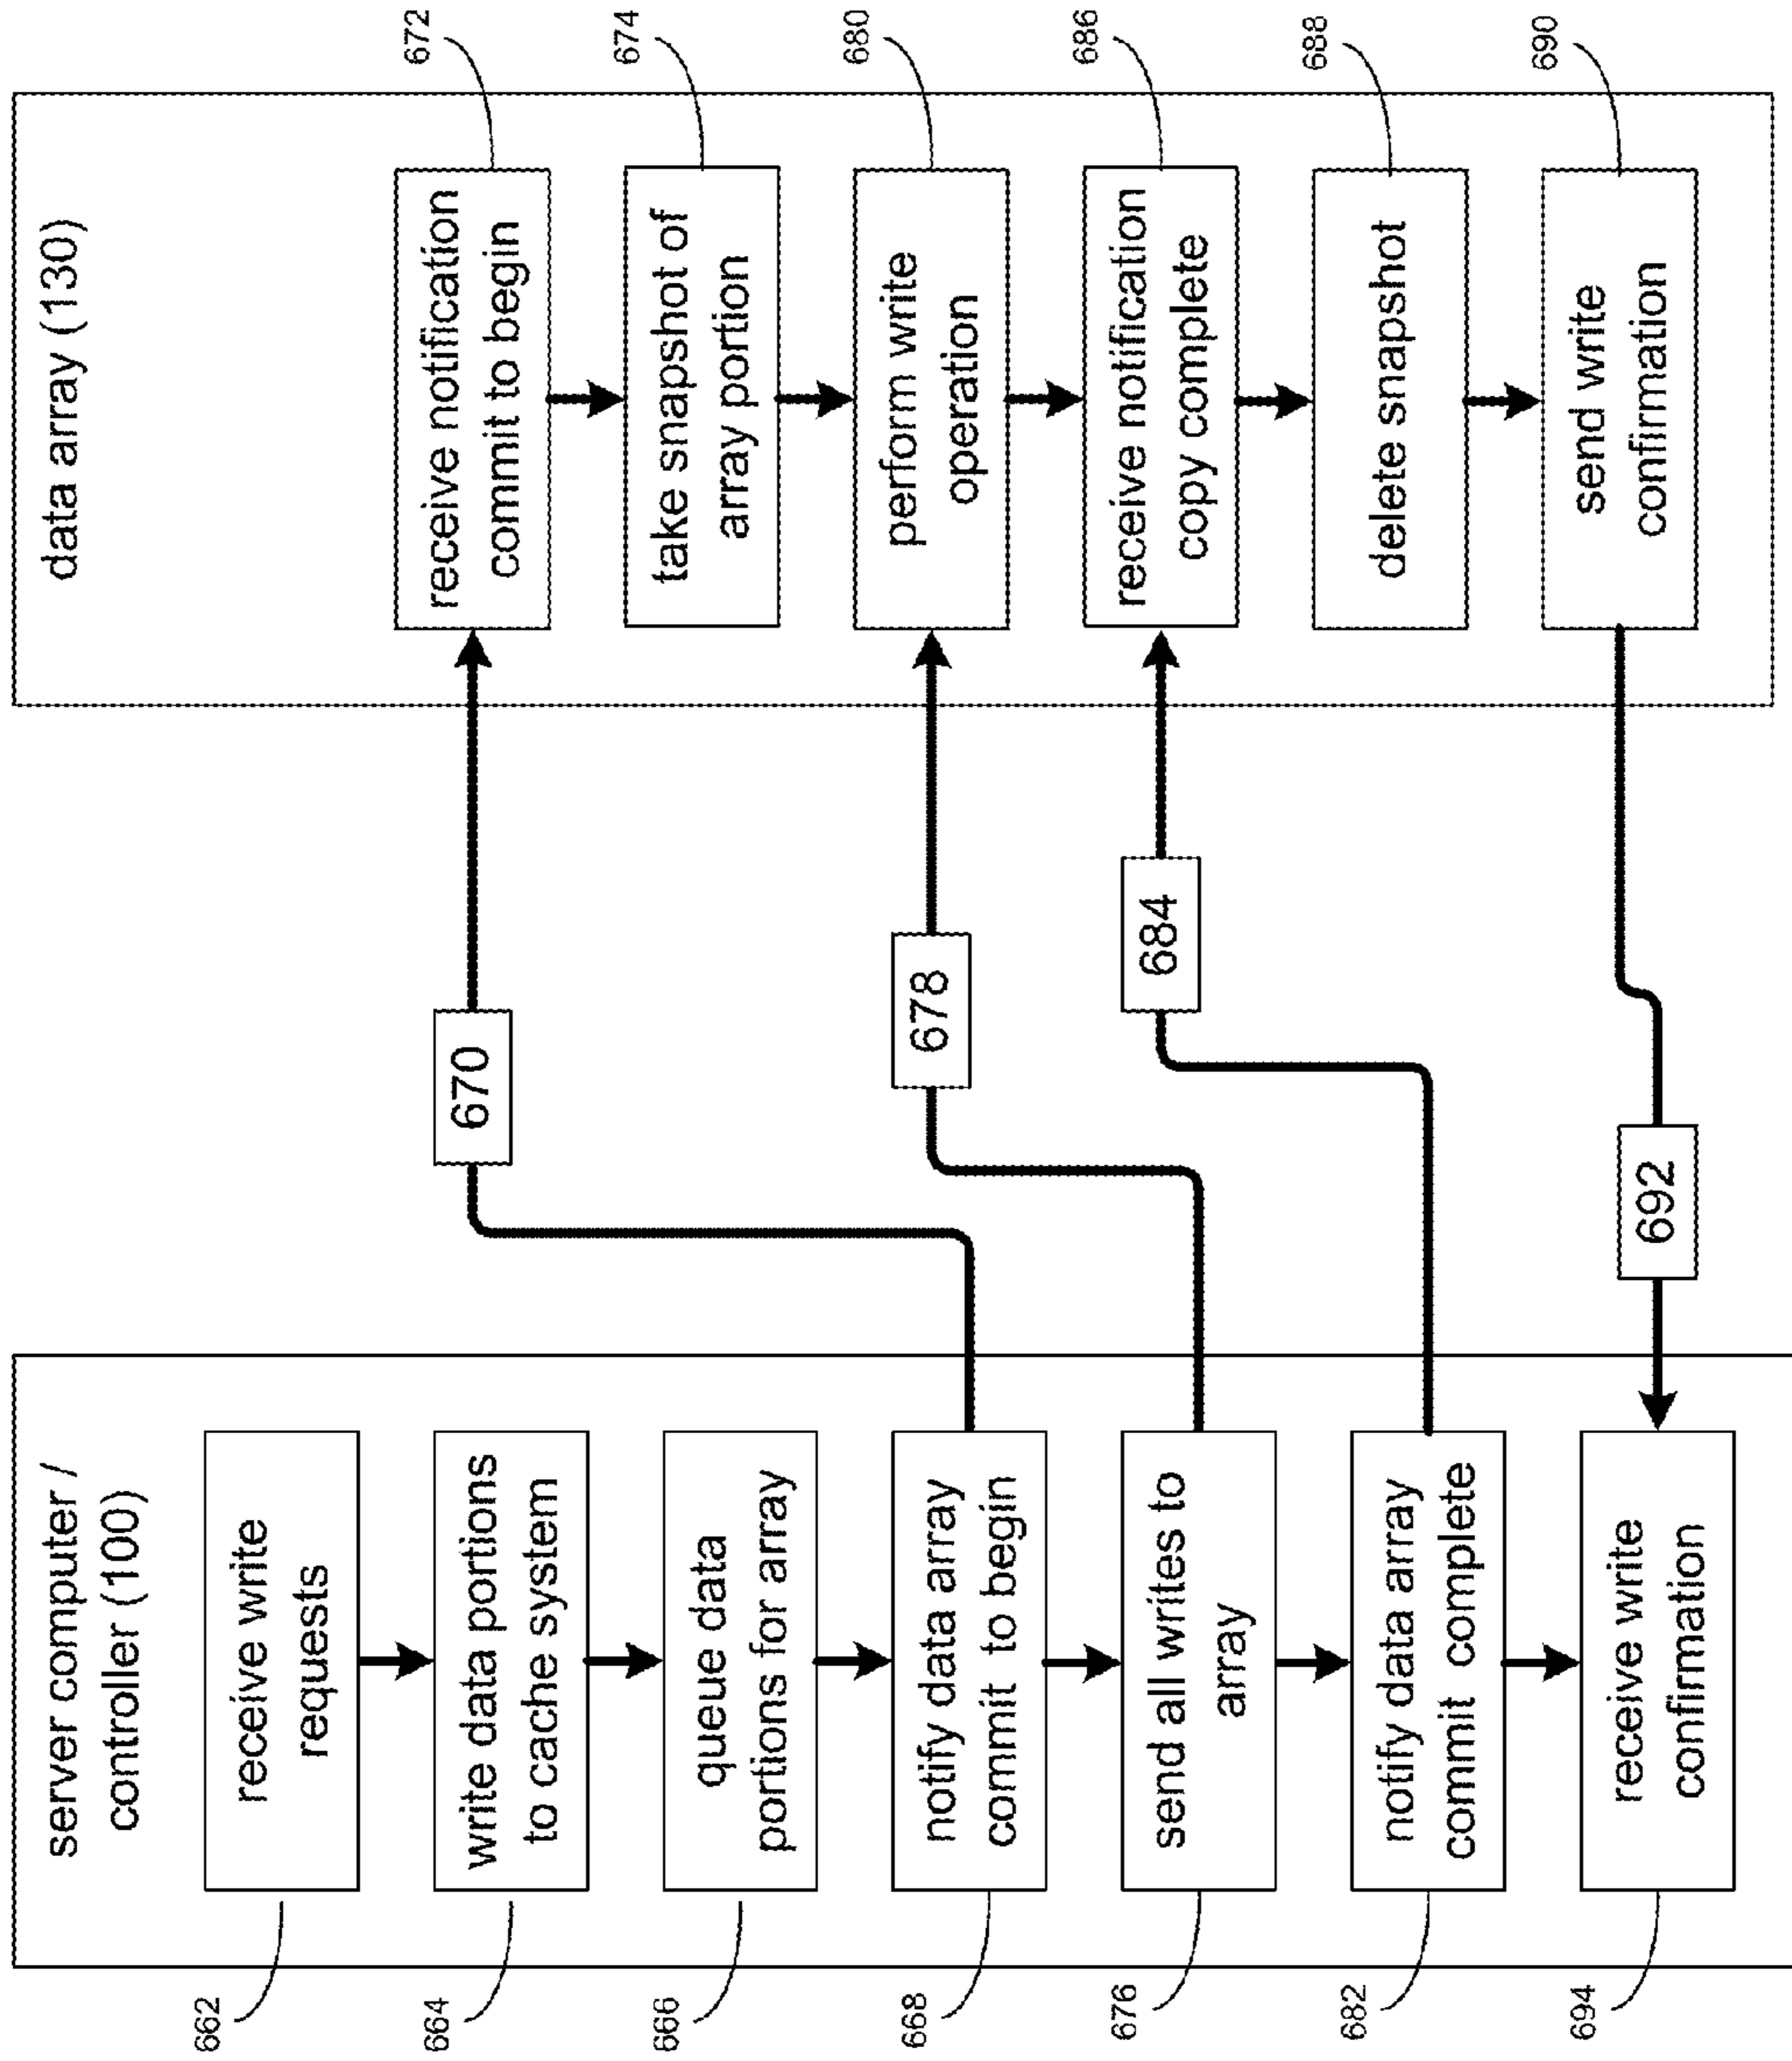 server computer /
controller (100)
receive write
requests
write data portions
to cache system
queue data
portions for array
notify data array
commit to begin
send all writes to
array
notify data array
commit complete
receive write
confirmation
662
664
666
668
676
682
694
670
678
684
692
data array (130)
receive notification
commit to begin
take snapshot of
array portion
perform write
operation
receive notification
copy complete
delete snapshot
send write
confirmation
672
674
680
686
688
690